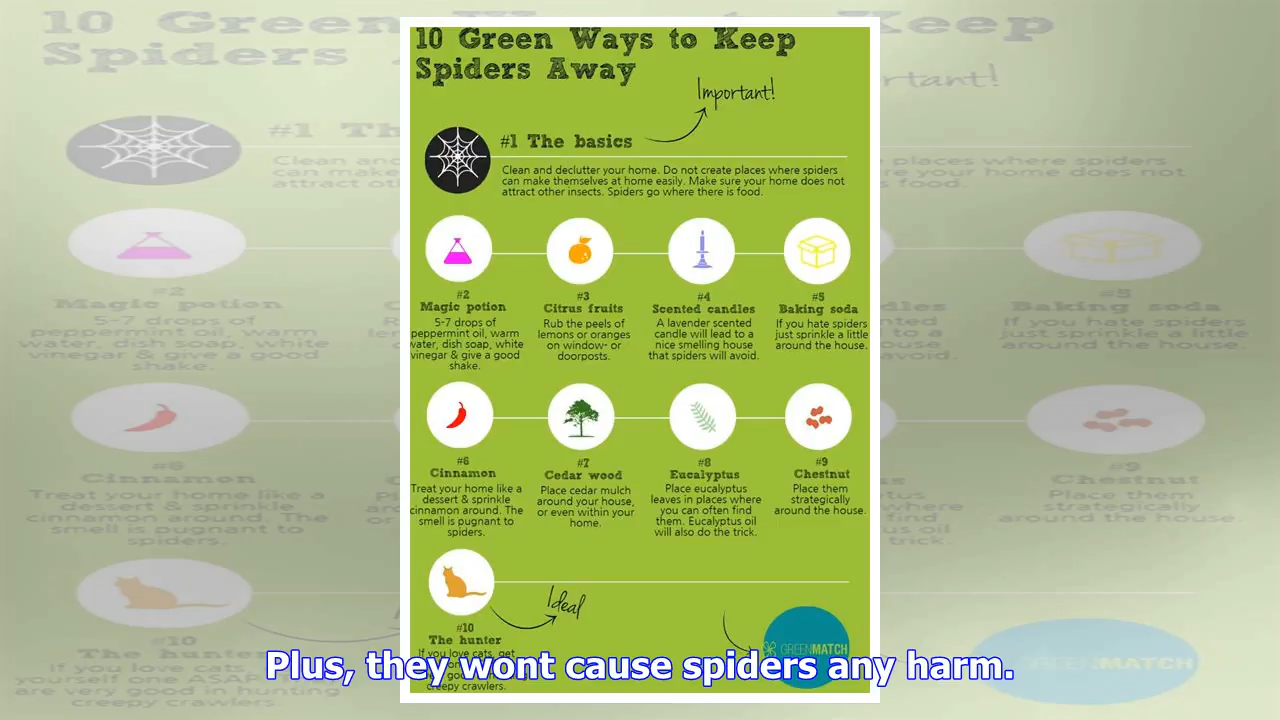 10 Green Ways to Keep
Spiders Away
Important!
#1 The basics
Clean and declutter your home. Do not create places where spiders
can make themselves at home easily. Make sure your home does not
attract other insects. Spiders go where there is food.
#2
Magic potion
5-7 drops of
peppermint oil, warm
water, dish soap, white
vinegar & give a good
shake.
#3
Citrus fruits
Rub the peels of
lemons or oranges
on window- or
doorposts.
#4
Scented candles
A lavender scented
candle will lead to a
nice smelling house
that spiders will avoid.
#5
Baking soda
If you hate spiders
just sprinkle a little
around the house.
#6
Cinnamon
Treat your home like a
dessert & sprinkle
cinnamon around. The
smell is pugnant to
spiders.
#7
Cedar wood
Place cedar mulch
around your house,
or even within your
home.
#8
Eucalyptus
Place eucalyptus
leaves in places where
you can often find
them. Eucalyptus oil
will also do the trick.
#9
Chestnut
Place them
strategically
around the house.
Ideal
#10
The hunter
If you love cats, get
yourself one ASAP
are very good in hunting
creepy crawlers.
GREENMATCH
Plus, they wont cause spiders any harm.